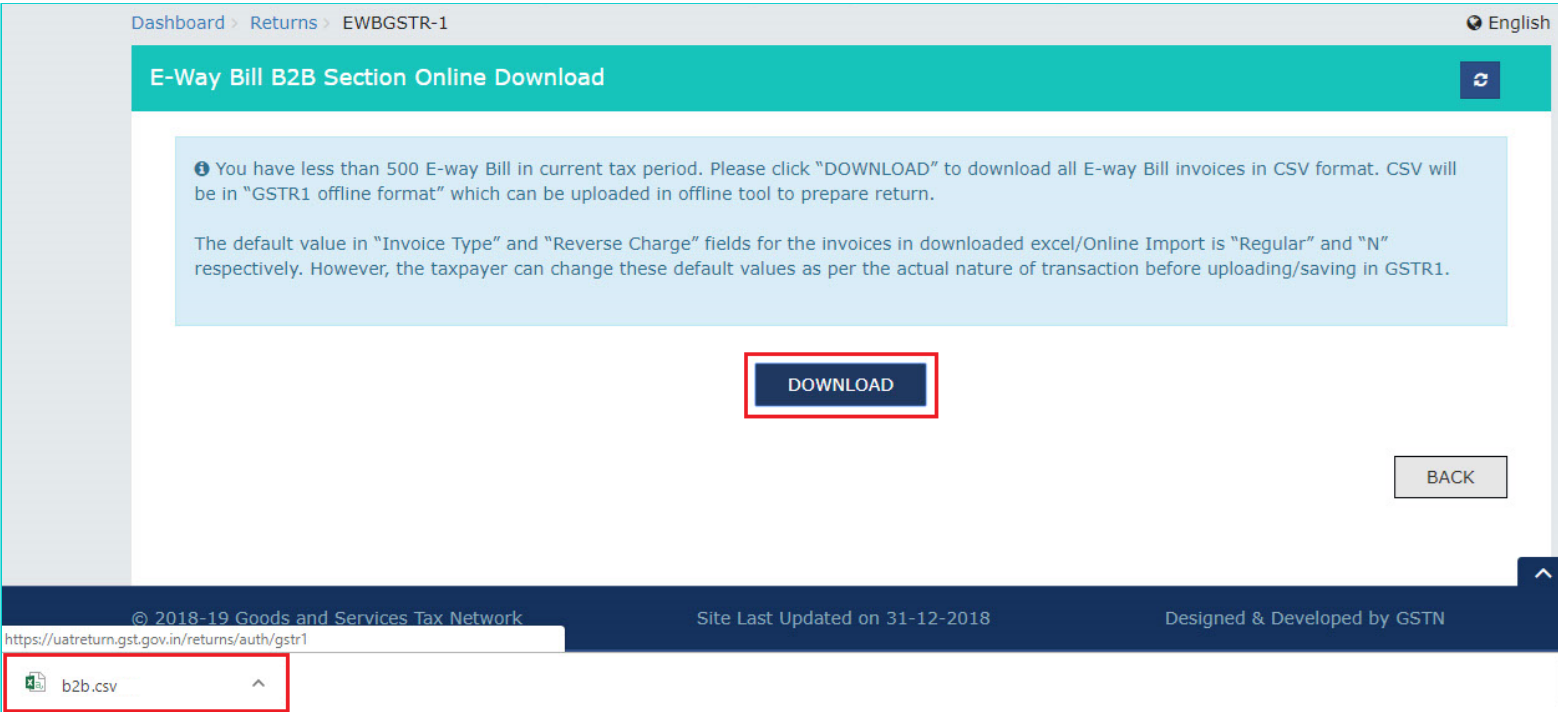 Dashboard > Returns > EWBGSTR-1
English
E-Way Bill B2B Section Online Download
You have less than 500 E-way Bill in current tax period. Please click “DOWNLOAD” to download all E-way Bill invoices in CSV format. CSV will
be in “GSTR1 offline format” which can be uploaded in offline tool to prepare return.
The default value in “Invoice Type” and “Reverse Charge” fields for the invoices in downloaded excel/Online Import is “Regular” and “N”
respectively. However, the taxpayer can change these default values as per the actual nature of transaction before uploading/saving in GSTR1.
DOWNLOAD
BACK
© 2018-19 Goods and Services Tax Network
Site Last Updated on 31-12-2018
Designed & Developed by GSTN
https://uatreturn.gst.gov.in/returns/auth/gstr1
b2b.csv